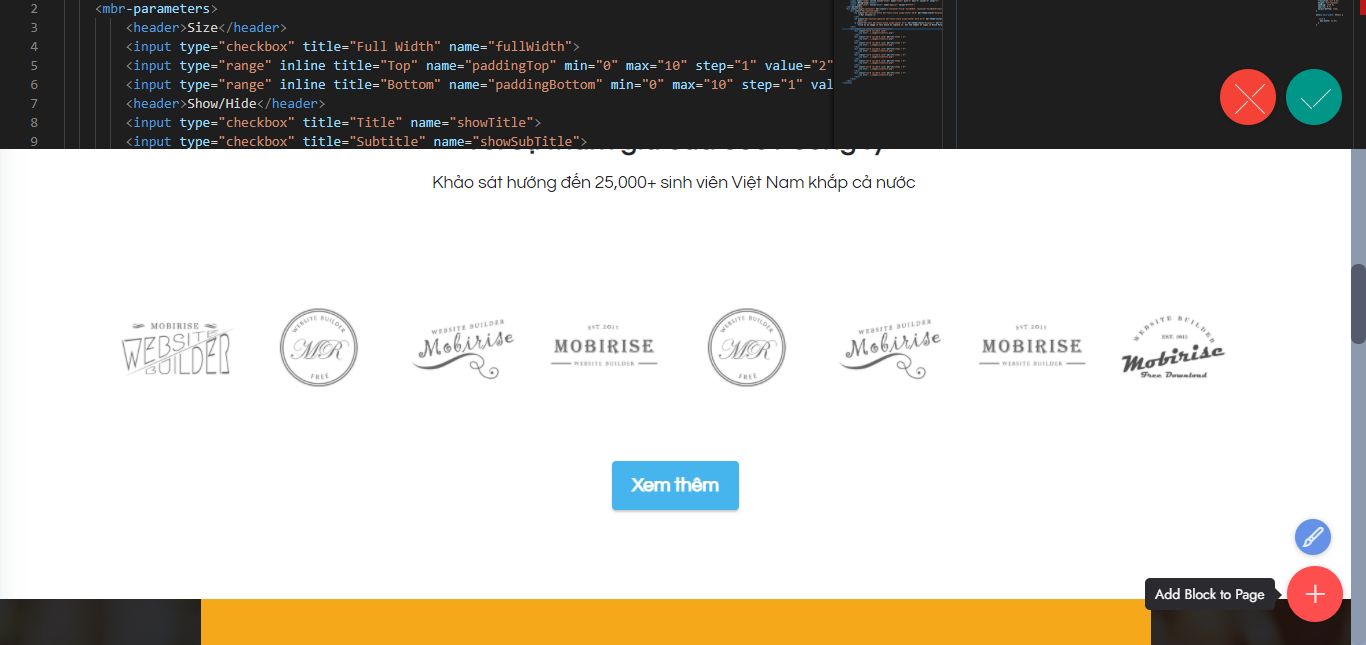 2 <mbr-parameters>
3 <header>Size</header>
4 <input type="checkbox" title="Full Width" name="fullWidth">
5 <input type="range" inline title="Top" name="paddingTop" min="0" max="10" step="1" value="2"
6 <input type="range" inline title="Bottom" name="paddingBottom" min="0" max="10" step="1" val
7 <header>Show/Hide</header>
8 <input type="checkbox" title="Title" name="showTitle">
9 <input type="checkbox" title="Subtitle" name="showSubTitle">
Khảo sát hướng đến 25,000+ sinh viên Việt Nam khắp cả nước
MOBIRISE
WEBSITE
BUILDER
WEBSITE BUILDER
MR
FREE
WEBSITE BUILDER
Mobirise
EST. 2011
MOBIRISE
WEBSITE BUILDER
WEBSITE BUILDER
MR
FREE
WEBSITE BUILDER
Mobirise
EST. 2011
MOBIRISE
WEBSITE BUILDER
WEBSITE BUILDER
EST. 2011
Mobirise
Free Download
Xem thêm
Add Block to Page